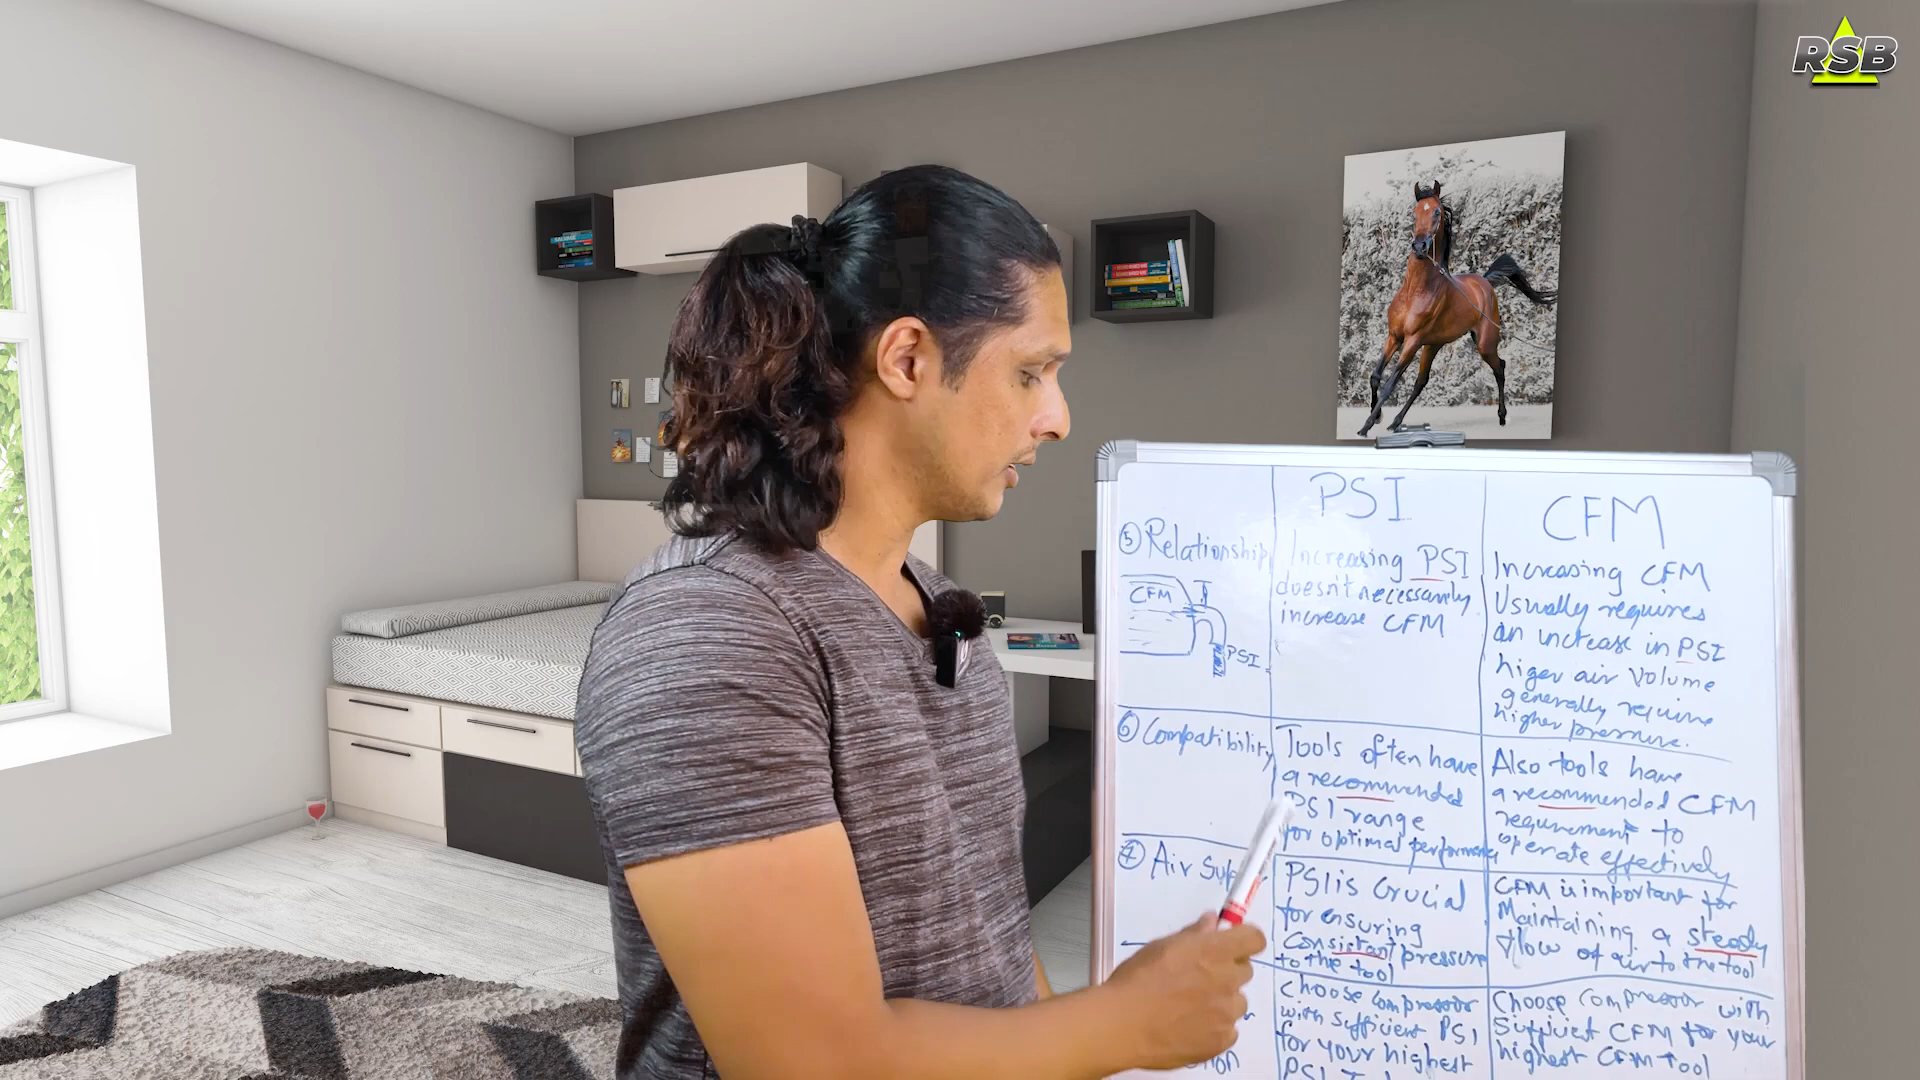 RSB
PSI
CFM
⑤ Relationship
CFM
PSI
Increasing PSI
doesn't necessarily
increase CFM
Increasing CFM
Usually requires
an increase in PSI
higer air Volume
generally require
higher pressure.
⑥ Compatibility
Tools often have
a recommended
PSI range
for optimal performance
Also tools have
a recommended CFM
requirement to
operate effectively
⑦ Air Sup
PSI is Crucial
for ensuring
Consistant pressure
to the tool
CFM is important for
Maintaining a steady
flow of air to the tool
Choose compressor
with sufficient PSI
for your highest
PSI
Choose compressor with
Sufficiet CFM for your
highest CFM tool